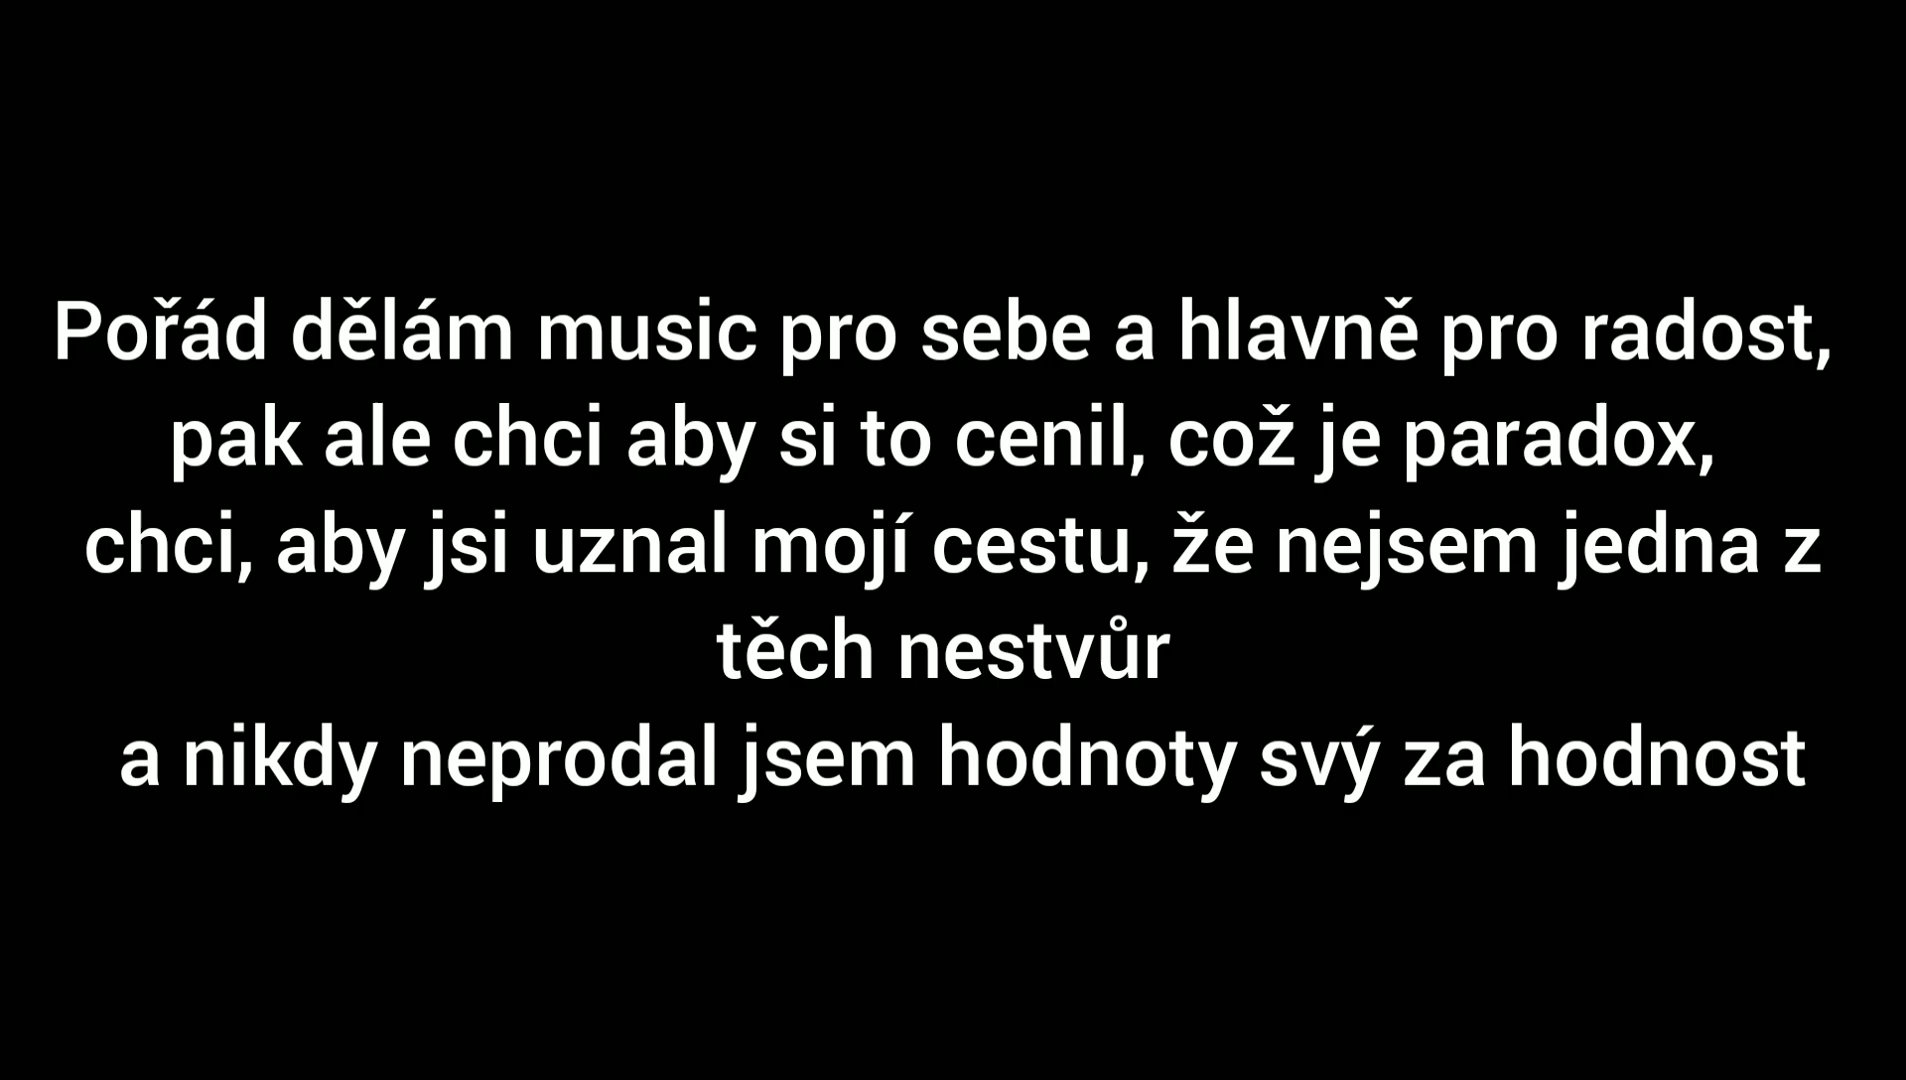 Pořád dělám music pro sebe a hlavně pro radost,
pak ale chci aby si to cenil, což je paradox,
chci, aby jsi uznal mojí cestu, že nejsem jedna z
těch nestvůr
a nikdy neprodal jsem hodnoty svý za hodnost